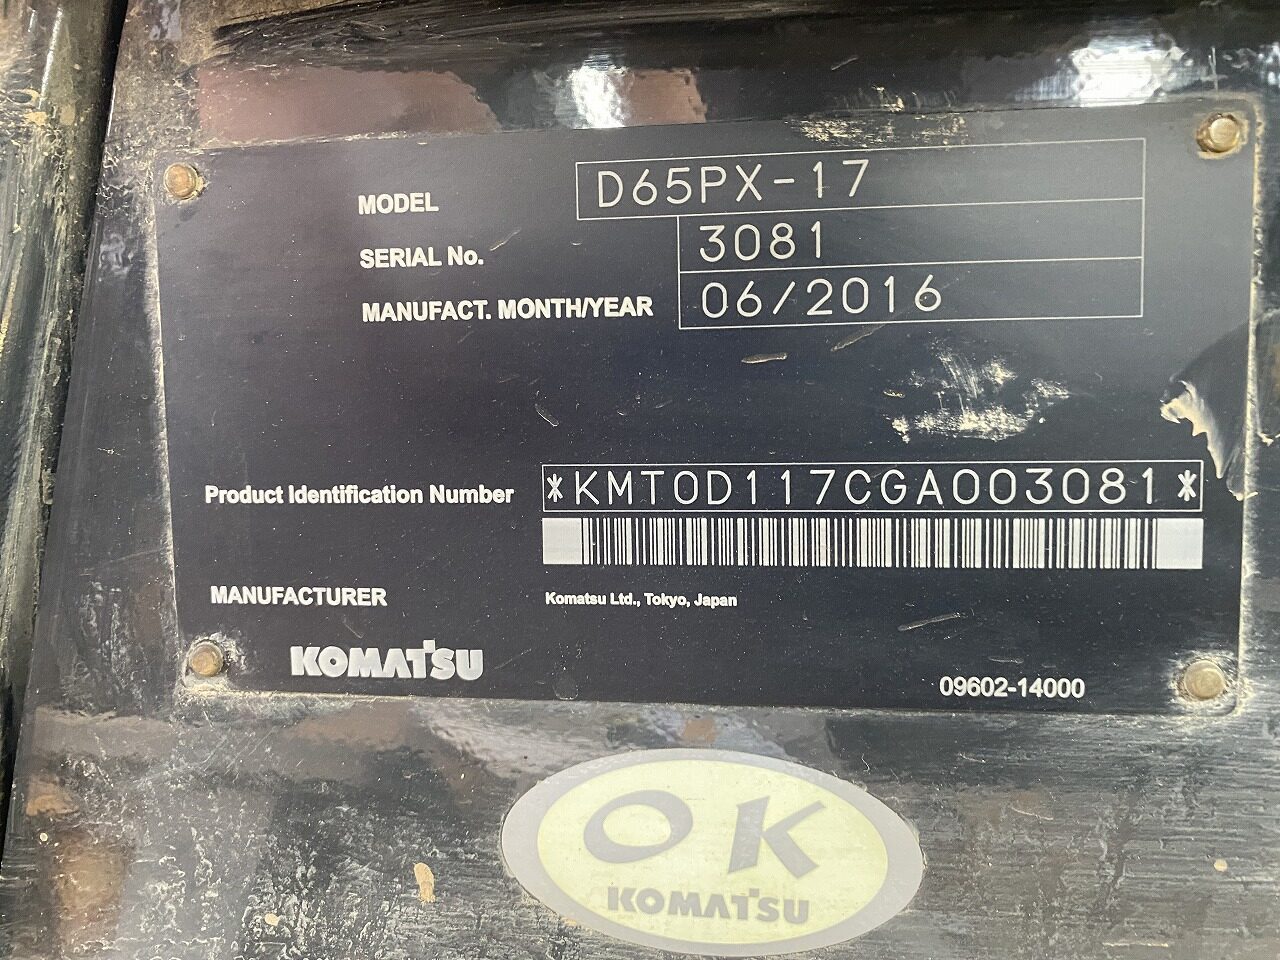 MODEL D65PX-17
SERIAL No. 3081
MANUFACT. MONTH/YEAR 06/2016
Product Identification Number *KMT0D117CGA003081*
MANUFACTURER Komatsu Ltd., Tokyo, Japan
KOMATSU
09602-14000
OK
KOMATSU